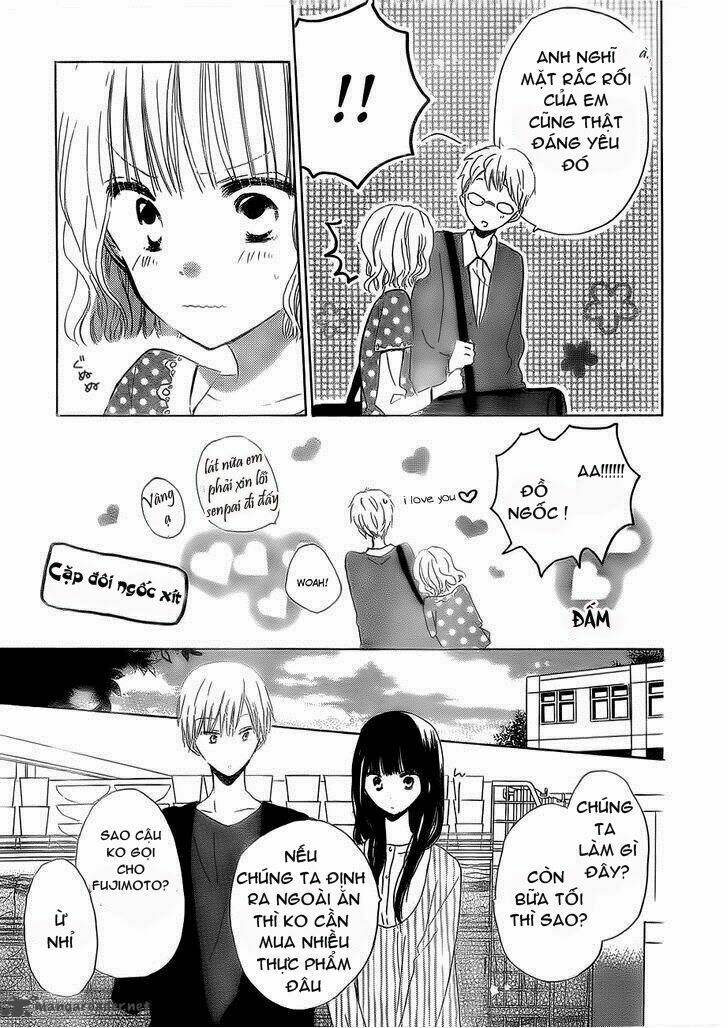 ANH NGHĨ
MẶT RẮC RỐI
CỦA EM
CŨNG THẬT
ĐÁNG YÊU
ĐÓ
à,
!!
AA!!!!!!
ĐỒ
NGỐC !
ĐẤM
i love you
WOAH!
lát nữa em
phải xin lỗi
senpai đi đấy
Vâng
ạ
Cặp đôi ngốc xít
CHÚNG
TA
LÀM GÌ
ĐÂY?
CÒN
BỮA TỐI
THÌ SAO?
NẾU
CHÚNG TA ĐỊNH
RA NGOÀI ĂN
THÌ KO CẦN
MUA NHIỀU
THỰC PHẨM
ĐÂU
SAO CẬU
KO GỌI
CHO
FUJIMOTO?
Ừ
NHỈ